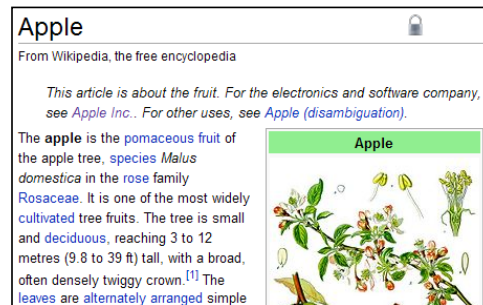 Apple
From Wikipedia, the free encyclopedia
This article is about the fruit. For the electronics and software company,
see Apple Inc.. For other uses, see Apple (disambiguation).
The apple is the pomaceous fruit of
the apple tree, species Malus
domestica in the rose family
Rosaceae. It is one of the most widely
cultivated tree fruits. The tree is small
and deciduous, reaching 3 to 12
metres (9.8 to 39 ft) tall, with a broad,
often densely twiggy crown.[1] The
leaves are alternately arranged simple
Apple